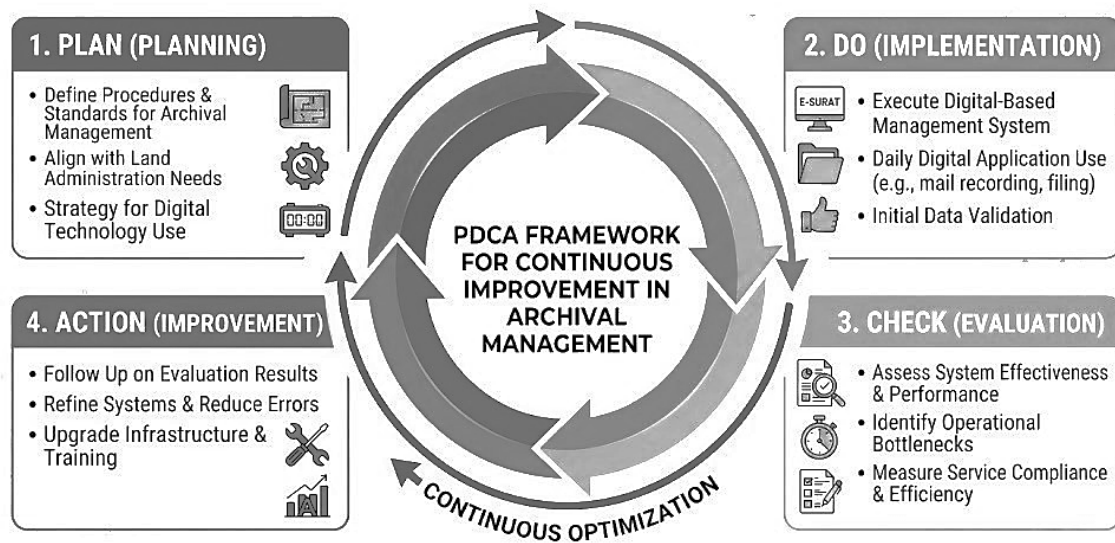 1. PLAN (PLANNING)
• Define Procedures &
Standards for Archival
Management
• Align with Land
Administration Needs
• Strategy for Digital
Technology Use
00:00
2. DO (IMPLEMENTATION)
E-SURAT
• Execute Digital-Based
Management System
• Daily Digital Application Use
(e.g., mail recording, filing)
• Initial Data Validation
PDCA FRAMEWORK
FOR CONTINUOUS
IMPROVEMENT IN
ARCHIVAL
MANAGEMENT
3. CHECK (EVALUATION)
• Assess System Effectiveness
& Performance
• Identify Operational
Bottlenecks
• Measure Service Compliance
& Efficiency
4. ACTION (IMPROVEMENT)
• Follow Up on Evaluation Results
• Refine Systems & Reduce Errors
• Upgrade Infrastructure &
Training
CONTINUOUS OPTIMIZATION